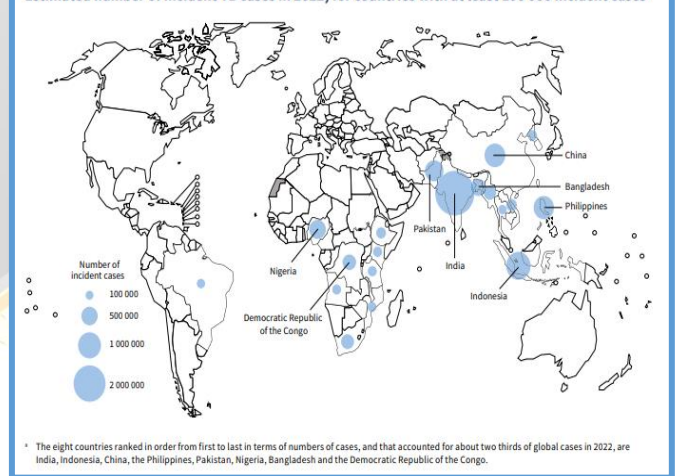 China
Bangladesh
Philippines
Pakistan
India
Nigeria
Indonesia
Democratic Republic
of the Congo
Number of
incident cases
100 000
500 000
1 000 000
2 000 000
ᵃ The eight countries ranked in order from first to last in terms of numbers of cases, and that accounted for about two thirds of global cases in 2022, are
India, Indonesia, China, the Philippines, Pakistan, Nigeria, Bangladesh and the Democratic Republic of the Congo.